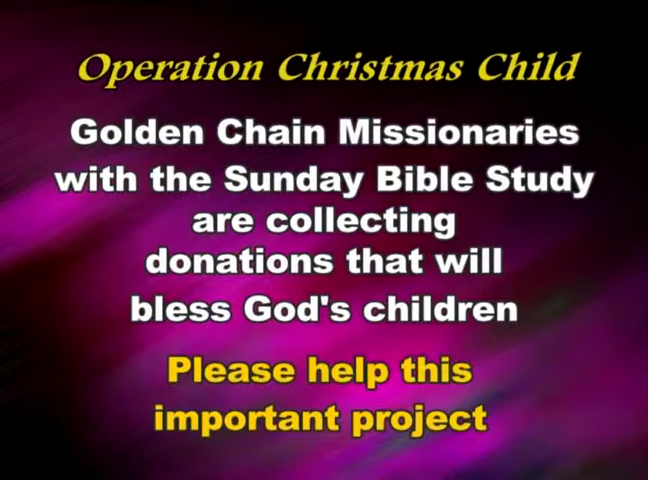 Operation Christmas Child
Golden Chain Missionaries
with the Sunday Bible Study
are collecting
donations that will
bless God's children
Please help this
important project